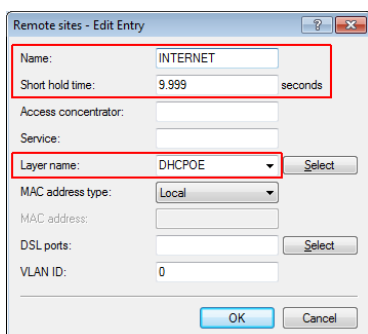 Remote sites - Edit Entry
Name: INTERNET
Short hold time: 9.999 seconds
Access concentrator:
Service:
Layer name: DHCPOE Select
MAC address type: Local
MAC address:
DSL ports: Select
VLAN ID: 0
OK Cancel